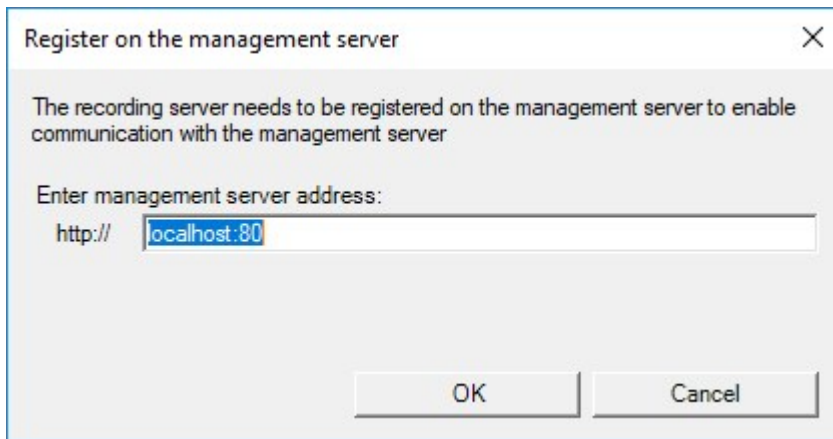 Register on the management server
The recording server needs to be registered on the management server to enable
communication with the management server
Enter management server address:
http:// localhost:80
OK Cancel